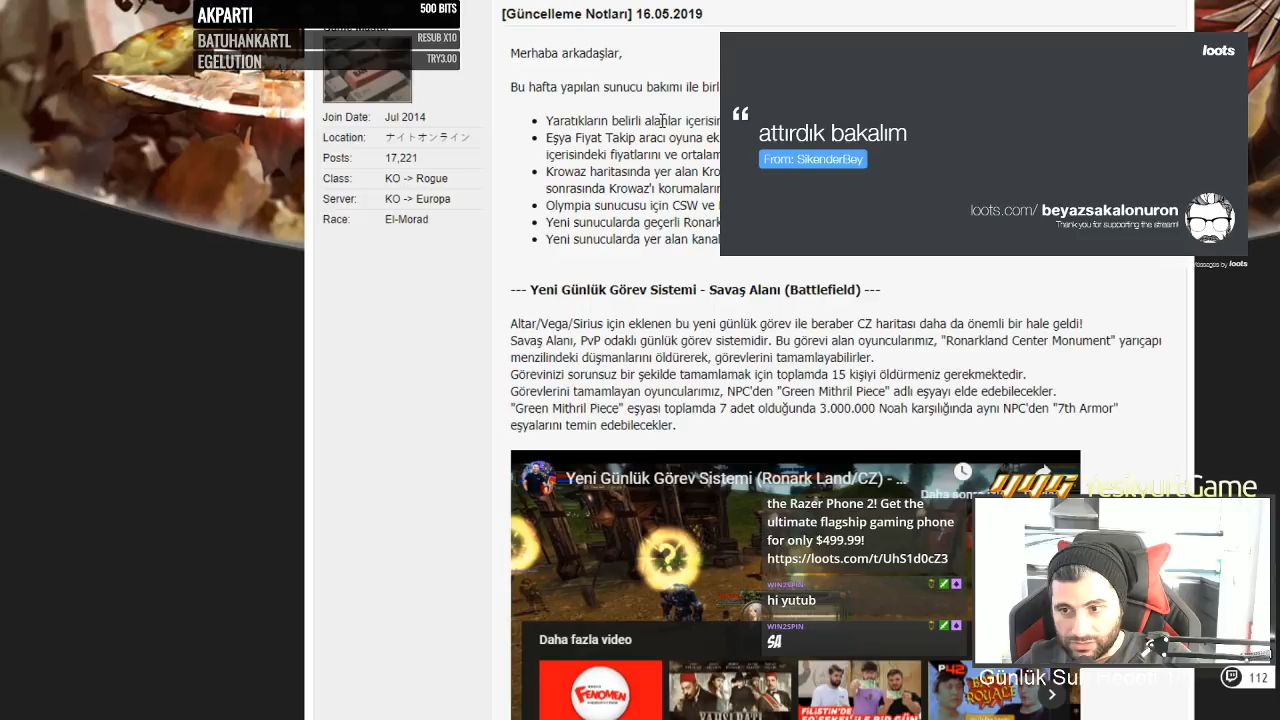 AKPARTI
500 BITS
BATUHANKARTL
RESUB X10
EGELUTION
TRY3.00
Join Date: Jul 2014
Location: ナイトオンライン
Posts: 17,221
Class: KO -> Rogue
Server: KO -> Europa
Race: El-Morad
[Güncelleme Notları] 16.05.2019
Merhaba arkadaşlar,
Bu hafta yapılan sunucu bakımı ile
Yaratıkların belirli alanlar
Eşya Fiyat Takip aracı oyuna
içerisindeki fiyatlarını ve
Krowaz haritasında yer alan
sonrasında Krowaz'ı
Olympia sunucusu için CSW ve
Yeni sunucularda geçerli
Yeni sunucularda yer alan
loots
“
attırdık bakalım
From: SikenderBey
loots.com/ beyazsakalonuron
Thank you for supporting the stream!
messages by loots
--- Yeni Günlük Görev Sistemi - Savaş Alanı (Battlefield) ---
Altar/Vega/Sirius için eklenen bu yeni günlük görev ile beraber CZ haritası daha da önemli bir hale geldi!
Savaş Alanı, PvP odaklı günlük görev sistemidir. Bu görevi alan oyuncularımız, "Ronarkland Center Monument" yarıçapı
menzilindeki düşmanlarını öldürerek, görevlerini tamamlayabilirler.
Görevinizi sorunsuz bir şekilde tamamlamak için toplamda 15 kişiyi öldürmeniz gerekmektedir.
Görevlerini tamamlayan oyuncularımız, NPC'den "Green Mithril Piece" adlı eşyayı elde edebilecekler.
"Green Mithril Piece" eşyası toplamda 7 adet olduğunda 3.000.000 Noah karşılığında aynı NPC'den "7th Armor"
eşyalarını temin edebilecekler.
Yeni Günlük Görev Sistemi (Ronark Land/CZ) - ...
the Razer Phone 2! Get the
ultimate flagship gaming phone
for only $499.99!
https://loots.com/t/UhS1d0cZ3
WIN2SPIN
hi yutub
WIN2SPIN
SA
YesilyurtGame
Daha fazla video
FENOMEN
P42
ROYALE
Günlük Sub
112